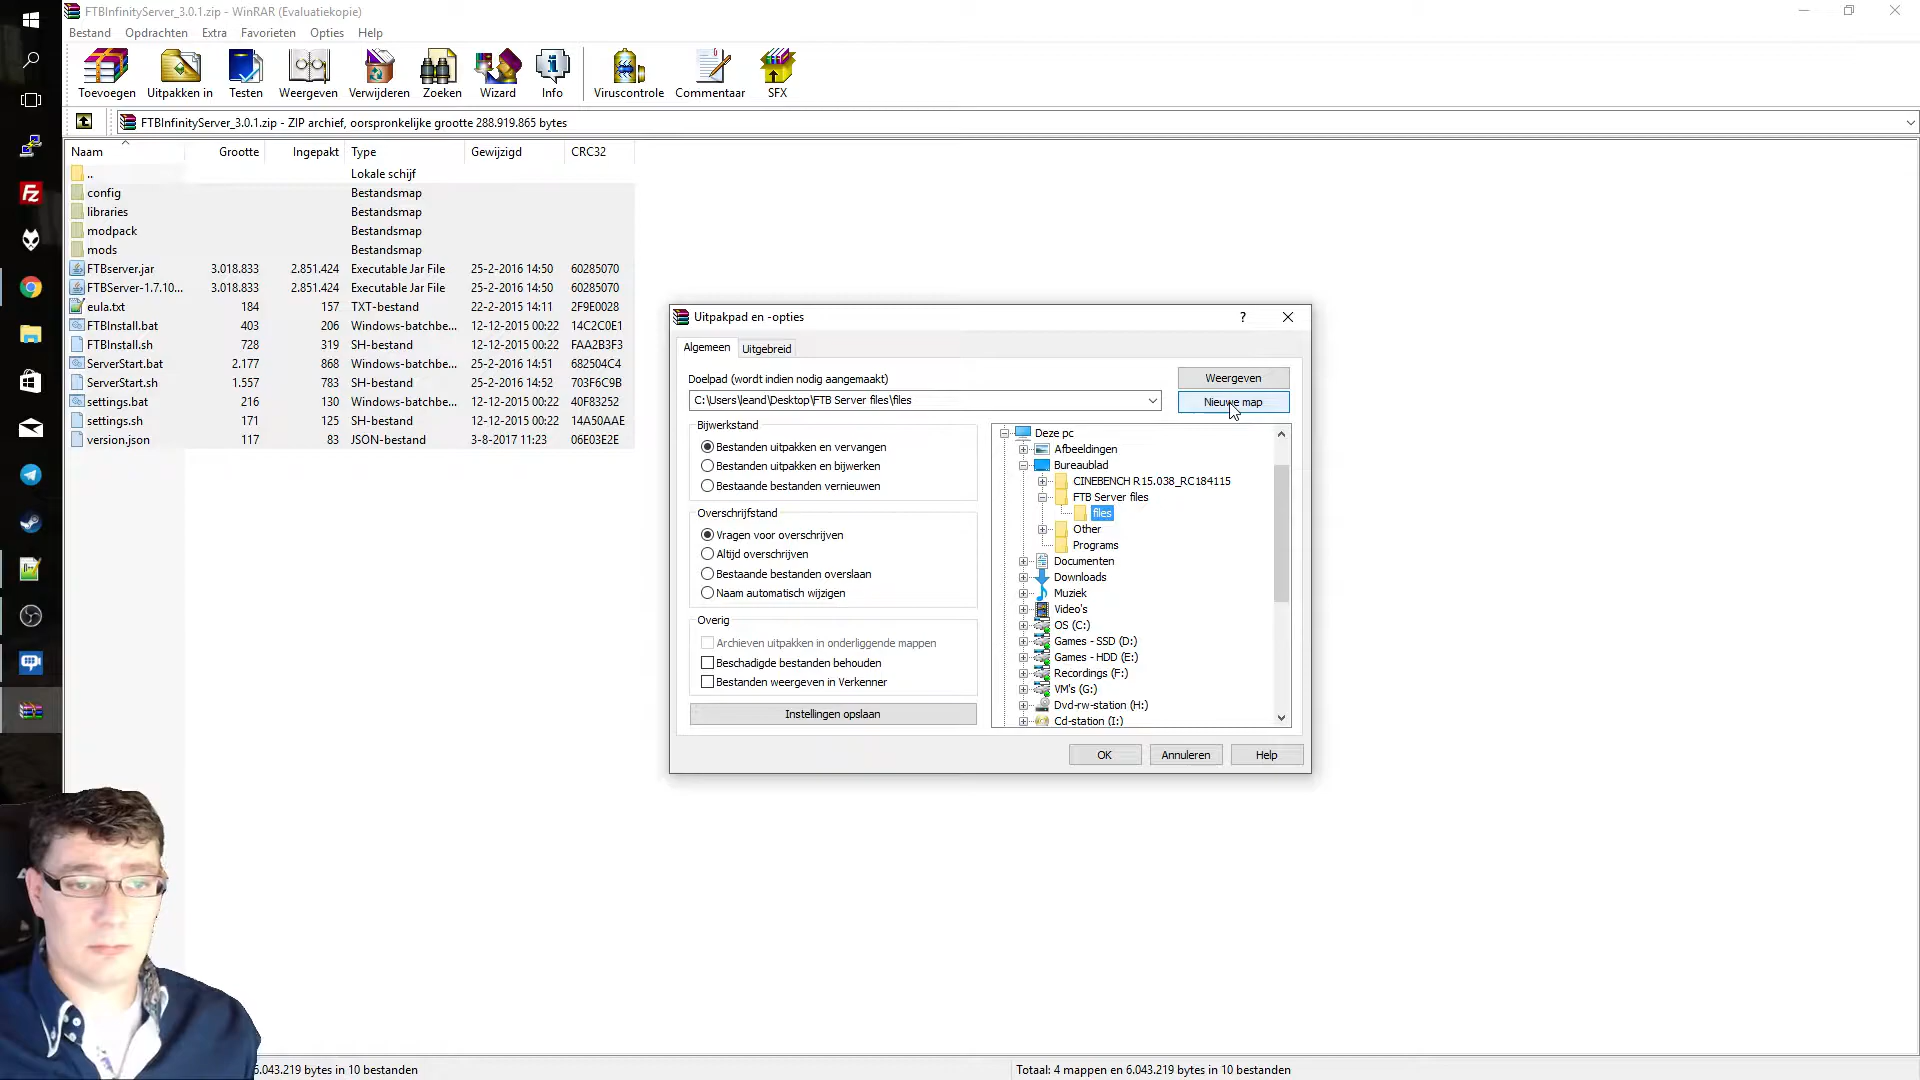 FTBInfinityServer_3.0.1.zip - WinRAR (Evaluatiekopie)
Bestand Opdrachten Extra Favorieten Opties Help
Toevoegen Uitpakken in Testen Weergeven Verwijderen Zoeken Wizard Info Viruscontrole Commentaar SFX
FTBInfinityServer_3.0.1.zip - ZIP archief, oorspronkelijke grootte 288.919.865 bytes
Naam Grootte Ingepakt Type Gewijzigd CRC32
.. Lokale schijf
config Bestandsmap
libraries Bestandsmap
modpack Bestandsmap
mods Bestandsmap
FTBserver.jar 3.018.833 2.851.424 Executable Jar File 25-2-2016 14:50 60285070
FTBServer-1.7.10... 3.018.833 2.851.424 Executable Jar File 25-2-2016 14:50 60285070
eula.txt 184 157 TXT-bestand 22-2-2015 14:11 2F9E0028
FTBInstall.bat 403 206 Windows-batchbe... 12-12-2015 00:22 14C2C0E1
FTBInstall.sh 728 319 SH-bestand 12-12-2015 00:22 FAA2B3F3
ServerStart.bat 2.177 868 Windows-batchbe... 25-2-2016 14:51 682504C4
ServerStart.sh 1.557 783 SH-bestand 25-2-2016 14:52 703F6C9B
settings.bat 216 130 Windows-batchbe... 12-12-2015 00:22 40F83252
settings.sh 171 125 SH-bestand 12-12-2015 00:22 14A50AAE
version.json 117 83 JSON-bestand 3-8-2017 11:23 06E03E2E
Uitpakpad en -opties ?
Algemeen Uitgebreid
Doelpad (wordt indien nodig aangemaakt)
C:\Users\leand\Desktop\FTB Server files\files
Weergeven
Nieuwe map
Bijwerkstand
Bestanden uitpakken en vervangen
Bestanden uitpakken en bijwerken
Bestaande bestanden vernieuwen
Overschrijfstand
Vragen voor overschrijven
Altijd overschrijven
Bestaande bestanden overslaan
Naam automatisch wijzigen
Overig
Archieven uitpakken in onderliggende mappen
Beschadigde bestanden behouden
Bestanden weergeven in Verkenner
Instellingen opslaan
Deze pc
Afbeeldingen
Bureaublad
CINEBENCH R15.038_RC184115
FTB Server files
files
Other
Programs
Documenten
Downloads
Muziek
Video's
OS (C:)
Games - SSD (D:)
Games - HDD (E:)
Recordings (F:)
VM's (G:)
Dvd-rw-station (H:)
Cd-station (I:)
OK Annuleren Help
6.043.219 bytes in 10 bestanden
Totaal: 4 mappen en 6.043.219 bytes in 10 bestanden